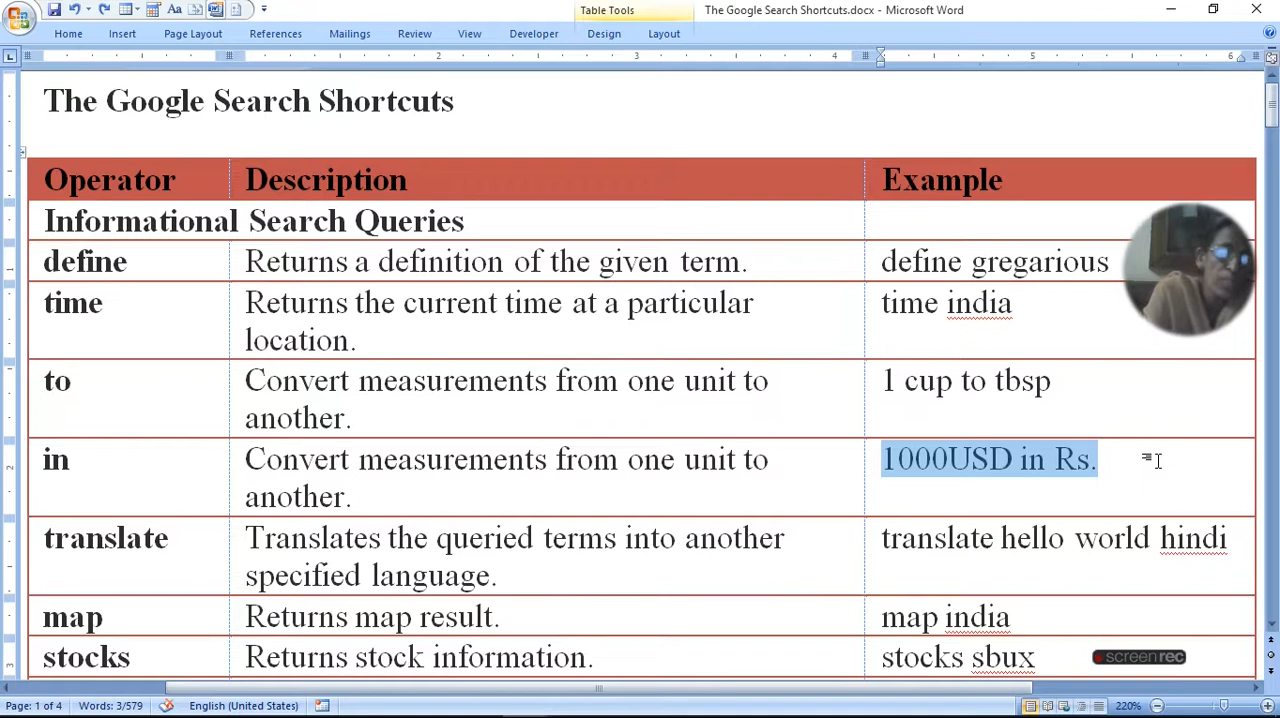 Table Tools
The Google Search Shortcuts.docx - Microsoft Word
Home Insert Page Layout References Mailings Review View Developer Design Layout
2 3 4 5 6
The Google Search Shortcuts
Operator Description Example
Informational Search Queries
define Returns a definition of the given term. define gregarious
time Returns the current time at a particular time india
location.
to Convert measurements from one unit to 1 cup to tbsp
another.
in Convert measurements from one unit to 1000USD in Rs.
another.
translate Translates the queried terms into another translate hello world hindi
specified language.
map Returns map result. map india
stocks Returns stock information. stocks sbux
screenrec
Page: 1 of 4 Words: 3/579 English (United States) 220%